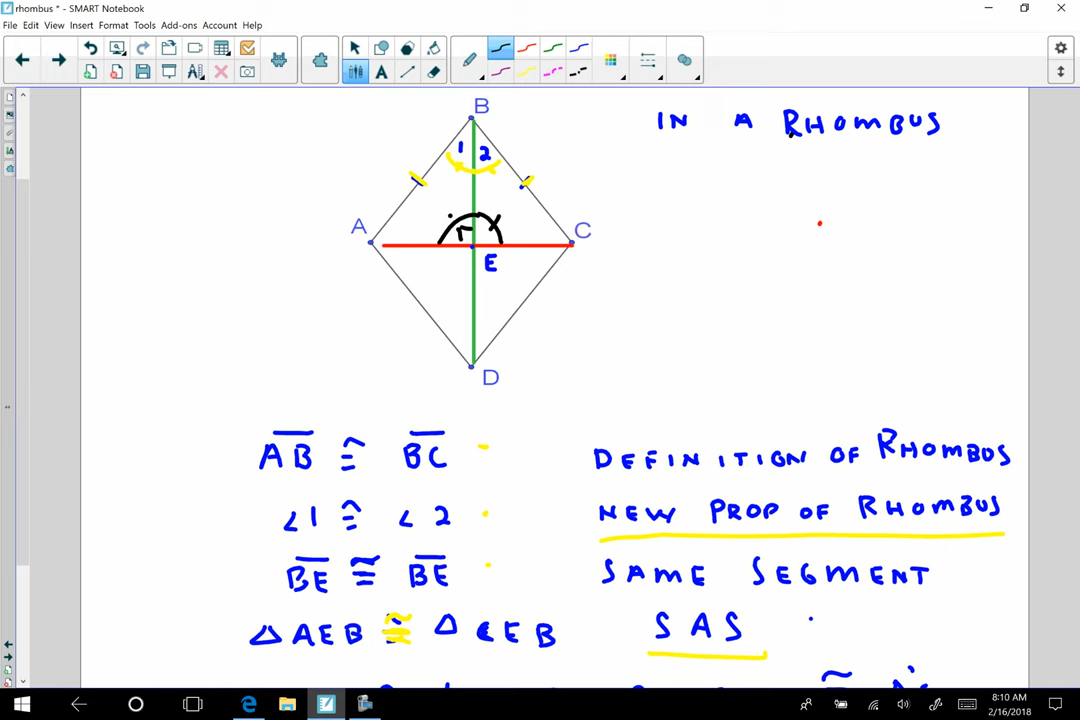 rhombus * - SMART Notebook
File Edit View Insert Format Tools Add-ons Account Help
B
IN A RHOMBUS
1 2
A
C
E
D
AB ≅ BC DEFINITION OF RHOMBUS
<1 ≅ <2 NEW PROP OF RHOMBUS
BE ≅ BE SAME SEGMENT
Δ AEB ≅ Δ CEB SAS
8:10 AM
2/16/2018